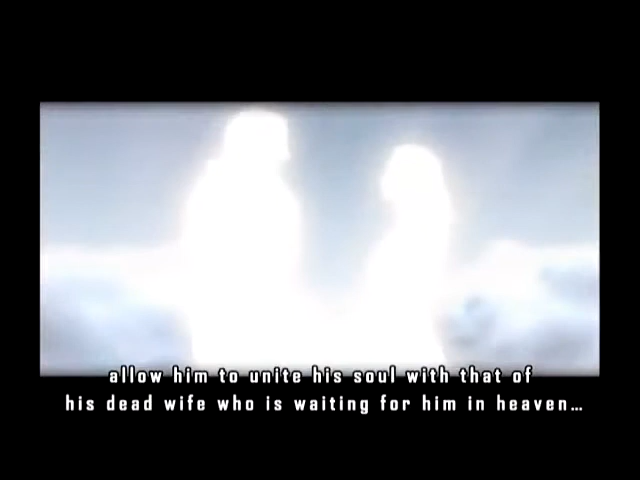 allow him to unite his soul with that of
his dead wife who is waiting for him in heaven…